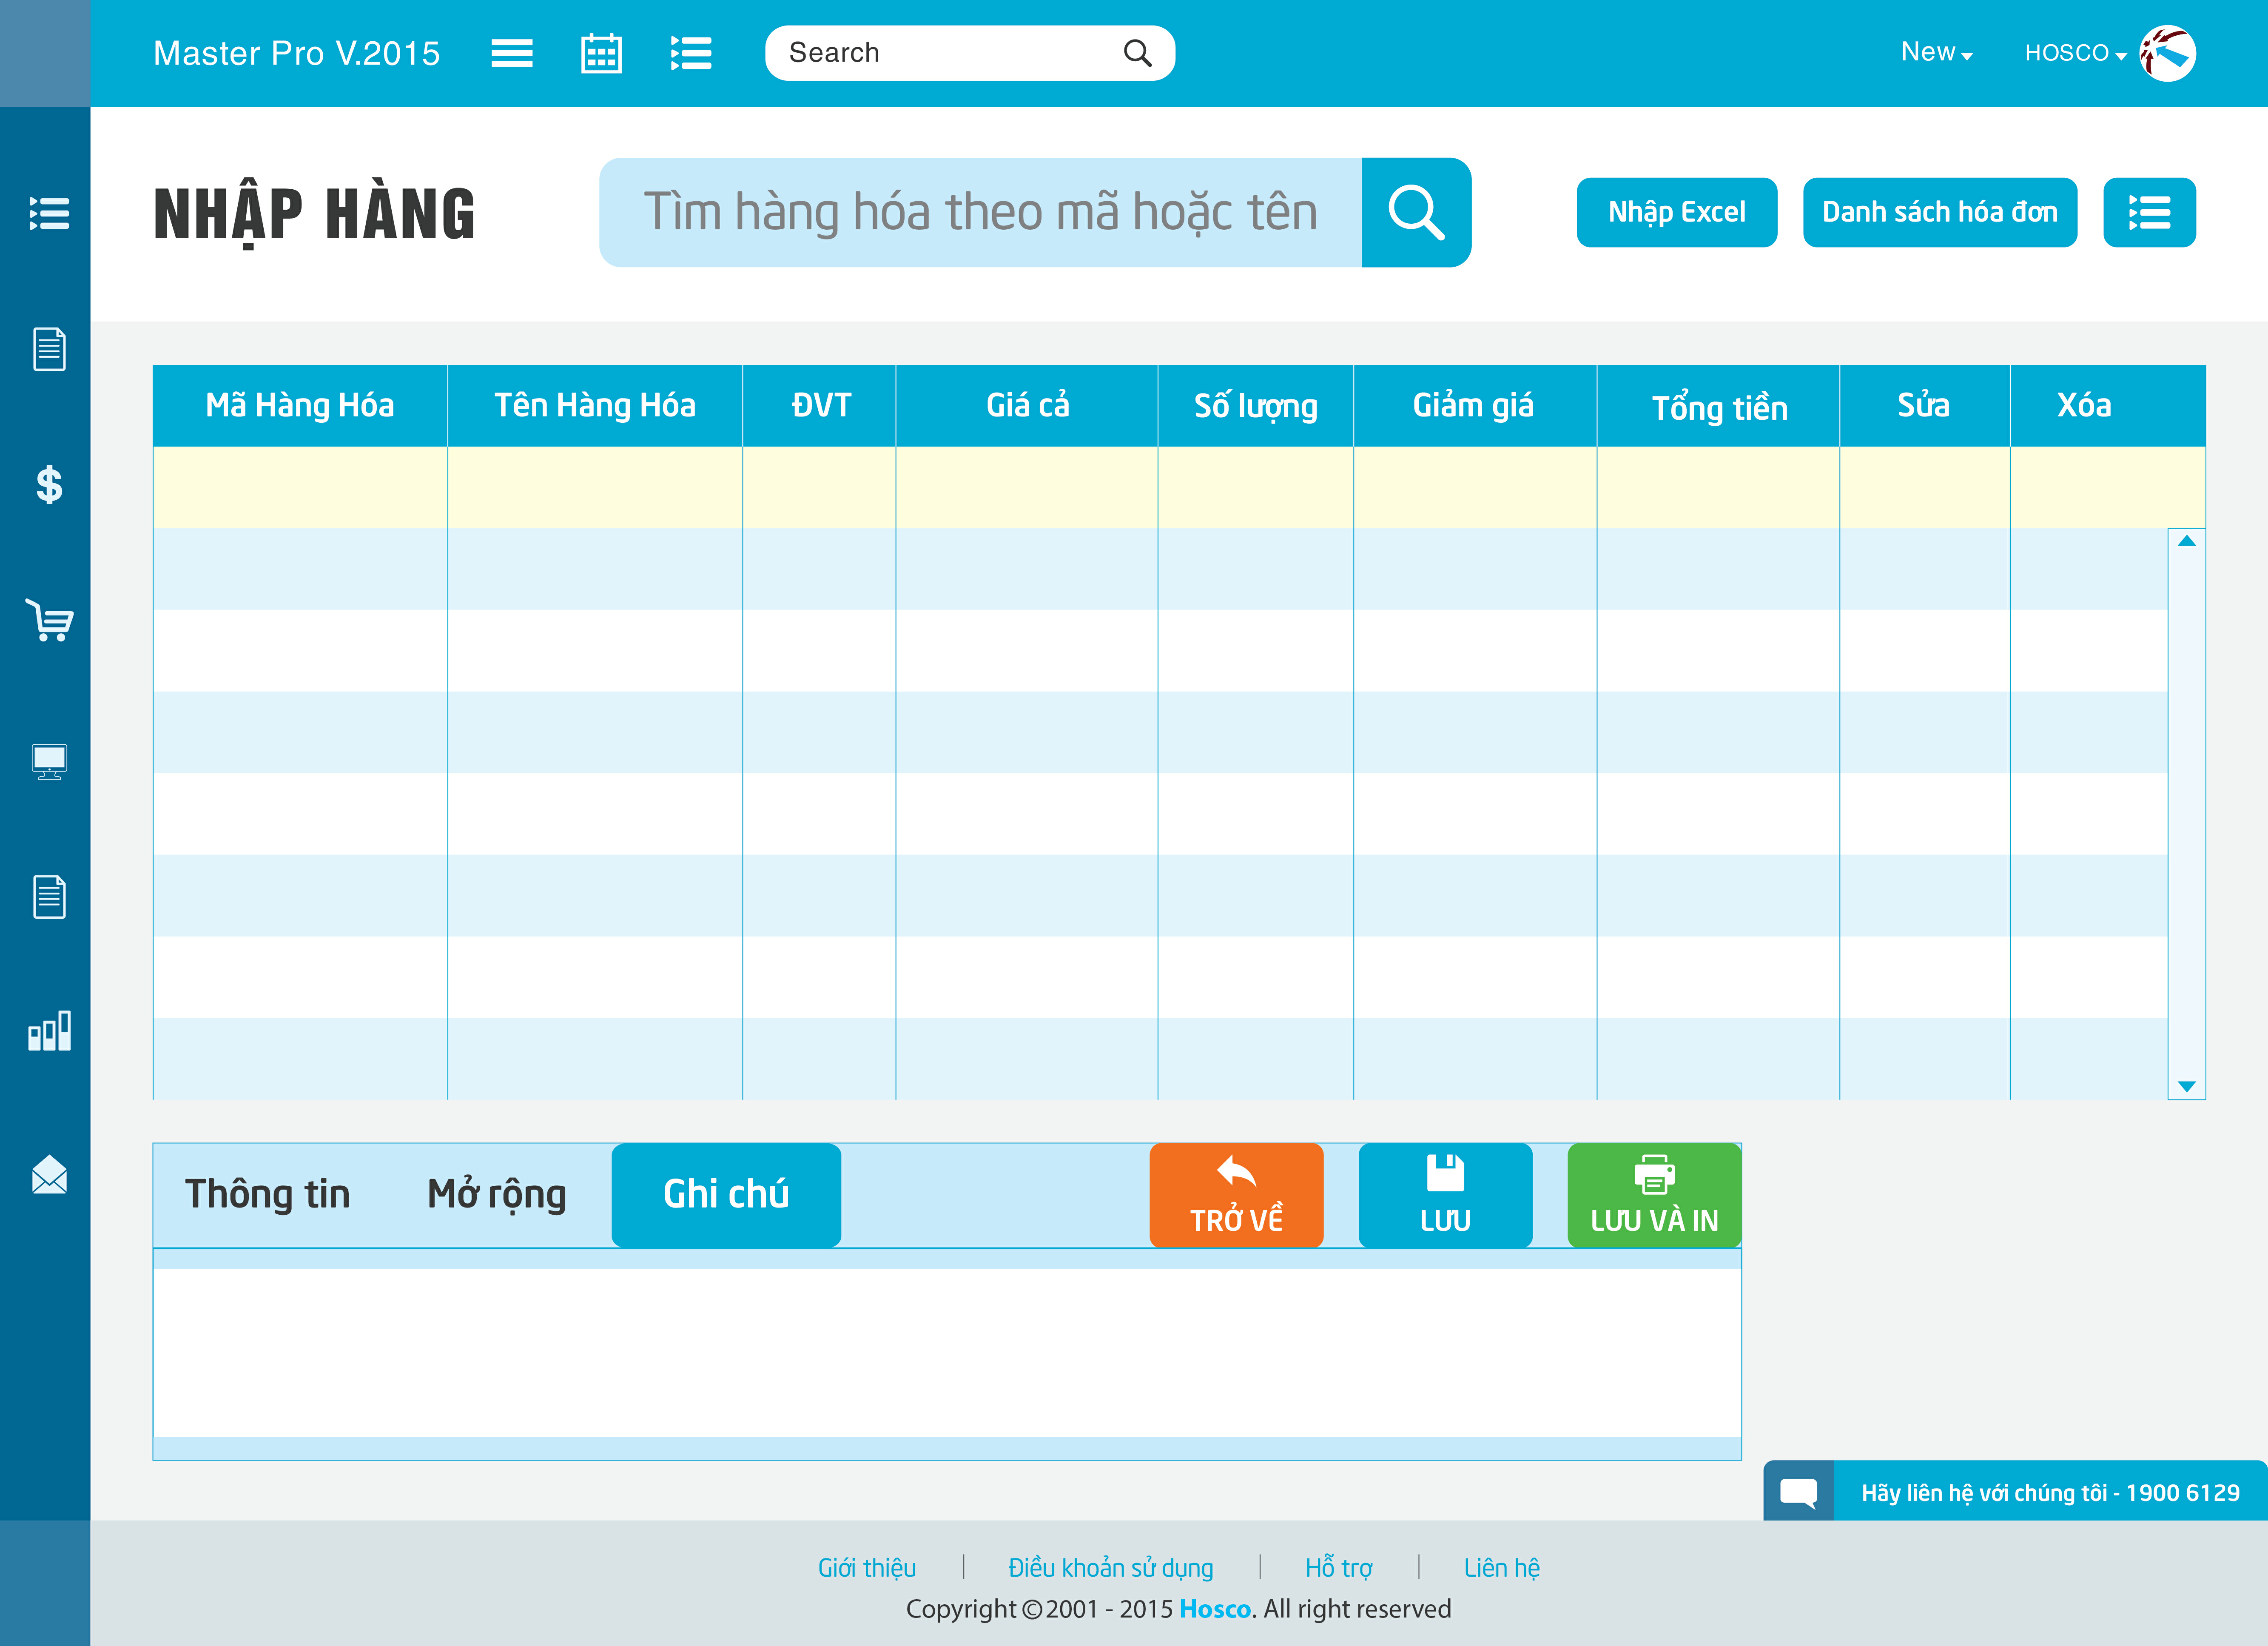 Master Pro V.2015
Search
New
HOSCO
NHẬP HÀNG
Tìm hàng hóa theo mã hoặc tên
Nhập Excel
Danh sách hóa đơn
Mã Hàng Hóa
Tên Hàng Hóa
ĐVT
Giá cả
Số lượng
Giảm giá
Tổng tiền
Sửa
Xóa
$
Thông tin
Mở rộng
Ghi chú
TRỞ VỀ
LƯU
LƯU VÀ IN
Hãy liên hệ với chúng tôi - 1900 6129
Giới thiệu | Điều khoản sử dụng | Hỗ trợ | Liên hệ
Copyright © 2001 - 2015 Hosco. All right reserved